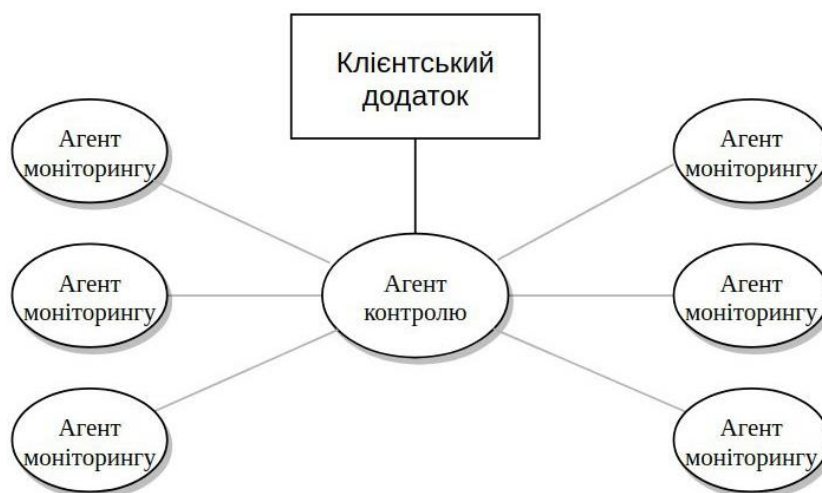 Клієнтський
додаток
Агент
моніторингу
Агент
моніторингу
Агент
моніторингу
Агент
контролю
Агент
моніторингу
Агент
моніторингу
Агент
моніторингу